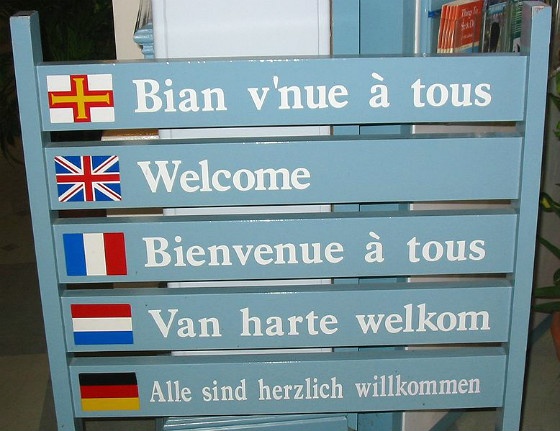 Bian v'nue à tous
Welcome
Bienvenue à tous
Van harte welkom
Alle sind herzlich willkommen